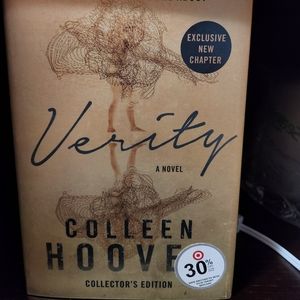 EXCLUSIVE
NEW
CHAPTER
Verity
A NOVEL
COLLEEN
HOOVE
30%
COLLECTOR'S EDITION